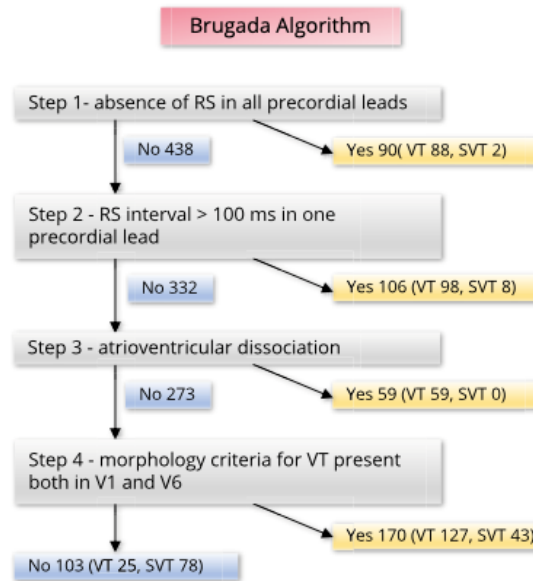 Brugada Algorithm
Step 1- absence of RS in all precordial leads
No 438
Yes 90( VT 88, SVT 2)
Step 2 - RS interval > 100 ms in one
precordial lead
No 332
Yes 106 (VT 98, SVT 8)
Step 3 - atrioventricular dissociation
No 273
Yes 59 (VT 59, SVT 0)
Step 4 - morphology criteria for VT present
both in V1 and V6
Yes 170 (VT 127, SVT 43)
No 103 (VT 25, SVT 78)